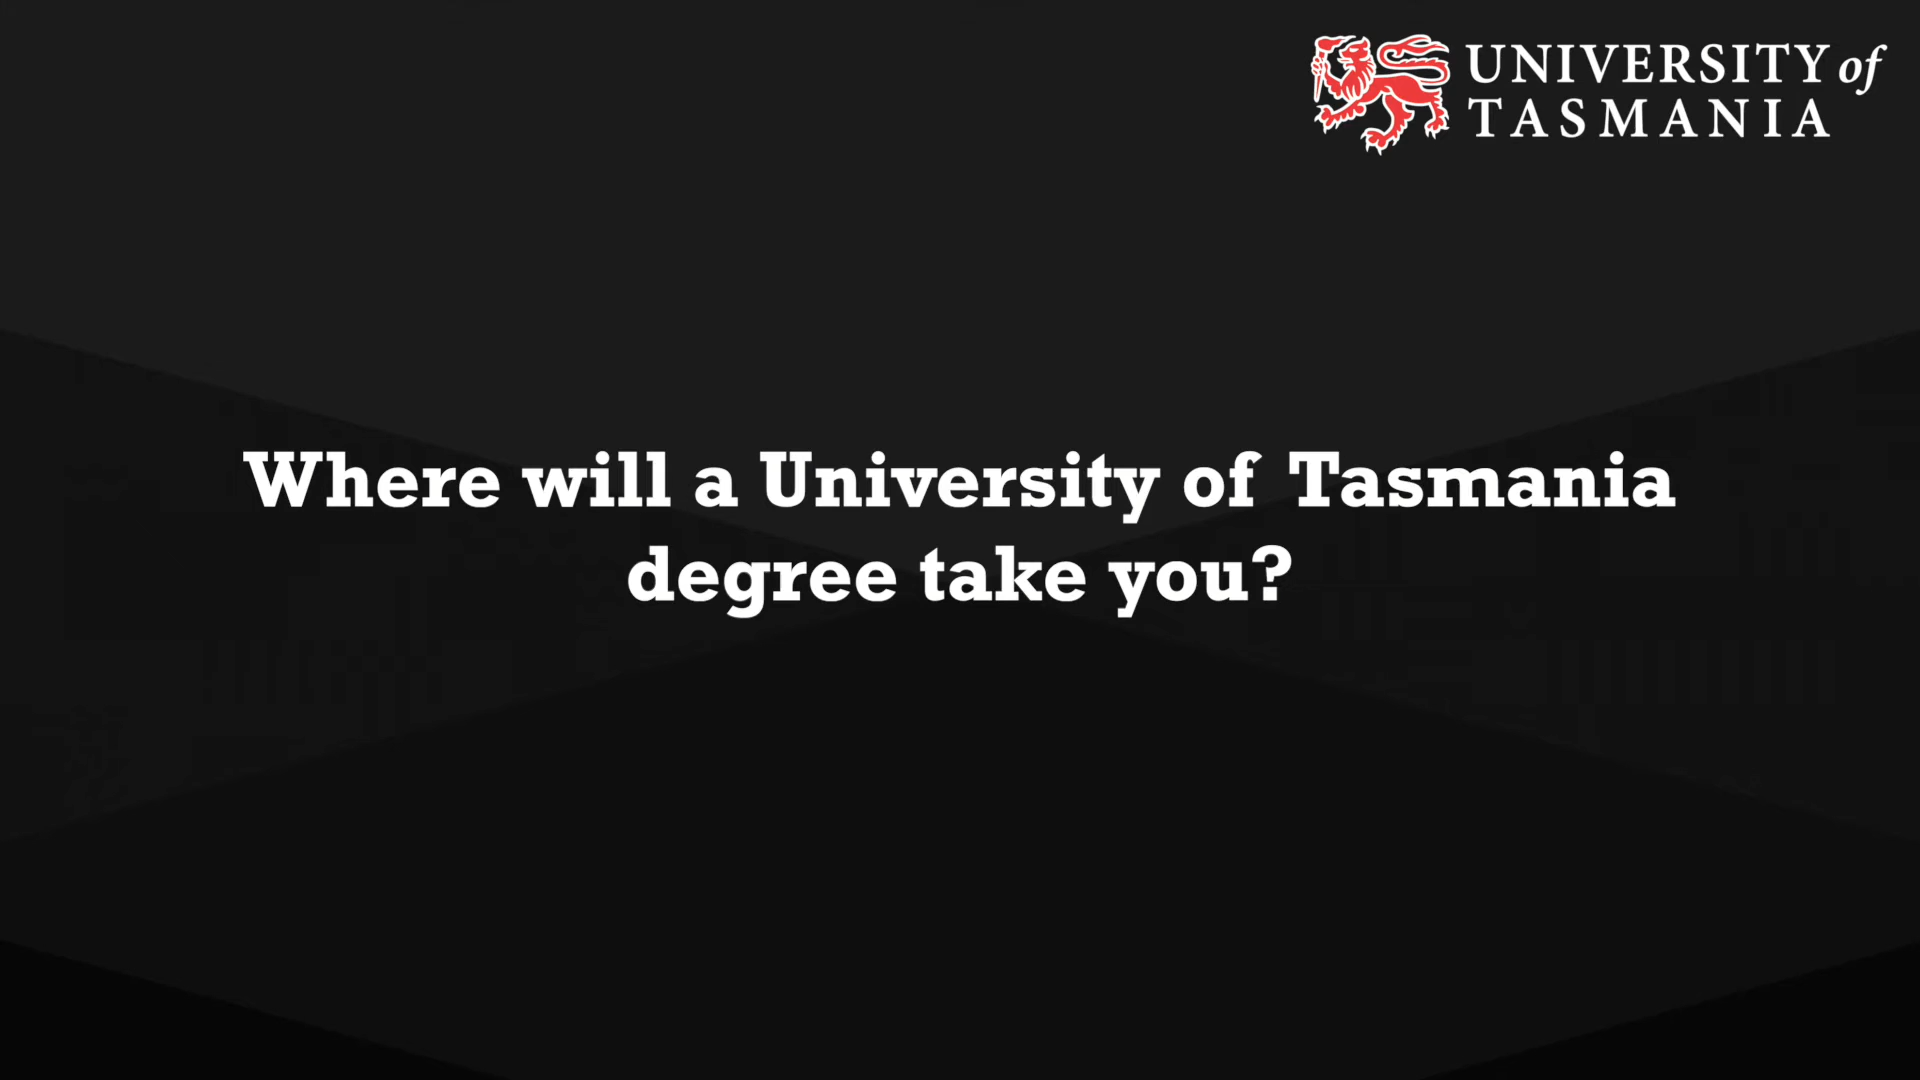 UNIVERSITY of
TASMANIA
Where will a University of Tasmania
degree take you?